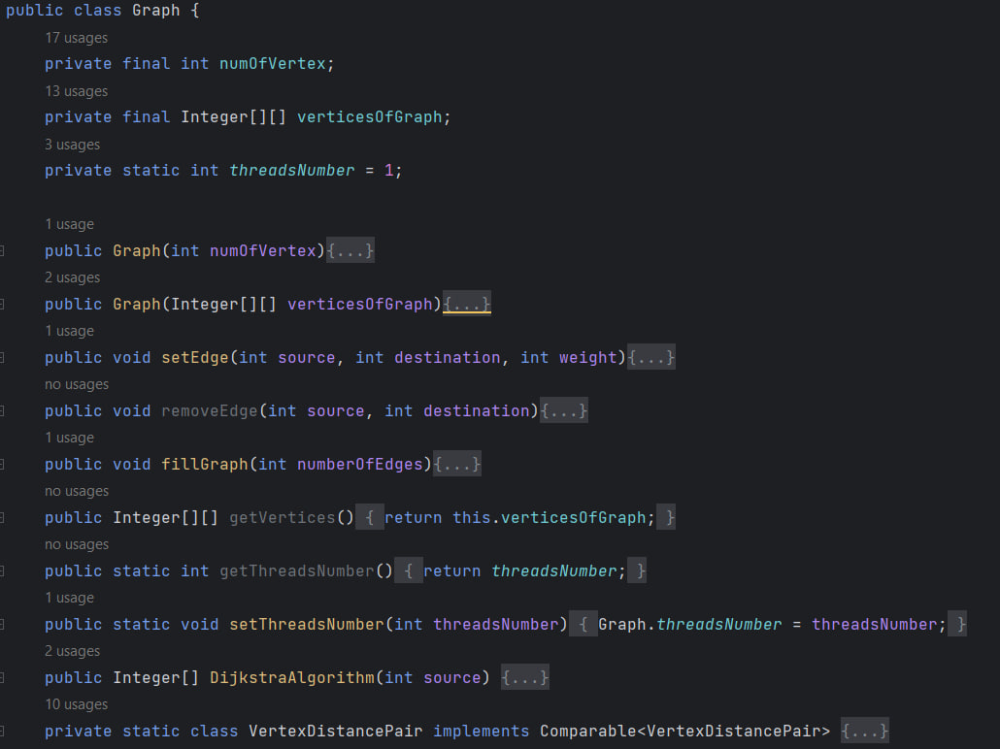 public class Graph {
17 usages
private final int numOfVertex;
13 usages
private final Integer[][] verticesOfGraph;
3 usages
private static int threadsNumber = 1;
1 usage
public Graph(int numOfVertex){...}
2 usages
public Graph(Integer[][] verticesOfGraph){...}
1 usage
public void setEdge(int source, int destination, int weight){...}
no usages
public void removeEdge(int source, int destination){...}
1 usage
public void fillGraph(int numberOfEdges){...}
no usages
public Integer[][] getVertices() { return this.verticesOfGraph; }
no usages
public static int getThreadsNumber() { return threadsNumber; }
1 usage
public static void setThreadsNumber(int threadsNumber) { Graph.threadsNumber = threadsNumber; }
2 usages
public Integer[] DijkstraAlgorithm(int source) {...}
10 usages
private static class VertexDistancePair implements Comparable<VertexDistancePair> {...}